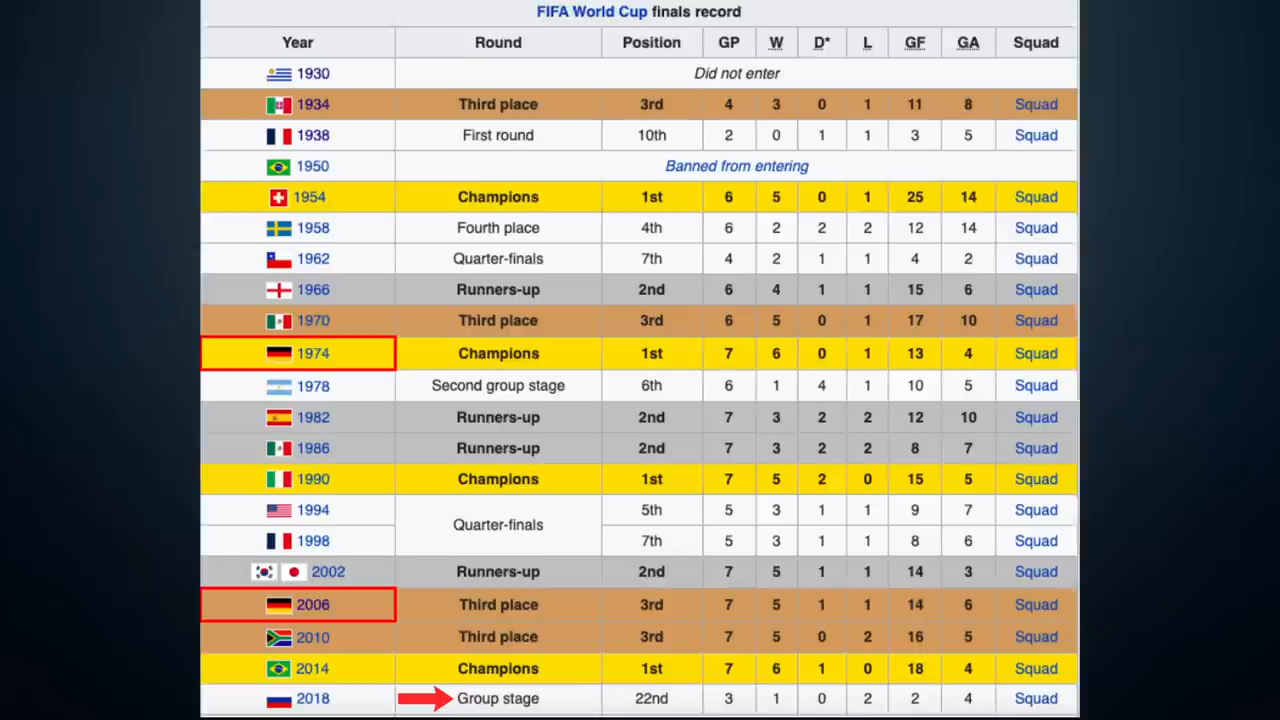 FIFA World Cup finals record
Year Round Position GP W D* L GF GA Squad
1930 Did not enter
1934 Third place 3rd 4 3 0 1 11 8 Squad
1938 First round 10th 2 0 1 1 3 5 Squad
1950 Banned from entering
1954 Champions 1st 6 5 0 1 25 14 Squad
1958 Fourth place 4th 6 2 2 2 12 14 Squad
1962 Quarter-finals 7th 4 2 1 1 4 2 Squad
1966 Runners-up 2nd 6 4 1 1 15 6 Squad
1970 Third place 3rd 6 5 0 1 17 10 Squad
1974 Champions 1st 7 6 0 1 13 4 Squad
1978 Second group stage 6th 6 1 4 1 10 5 Squad
1982 Runners-up 2nd 7 3 2 2 12 10 Squad
1986 Runners-up 2nd 7 3 2 2 8 7 Squad
1990 Champions 1st 7 5 2 0 15 5 Squad
1994 Quarter-finals 5th 5 3 1 1 9 7 Squad
1998 7th 5 3 1 1 8 6 Squad
2002 Runners-up 2nd 7 5 1 1 14 3 Squad
2006 Third place 3rd 7 5 1 1 14 6 Squad
2010 Third place 3rd 7 5 0 2 16 5 Squad
2014 Champions 1st 7 6 1 0 18 4 Squad
2018 Group stage 22nd 3 1 0 2 2 4 Squad